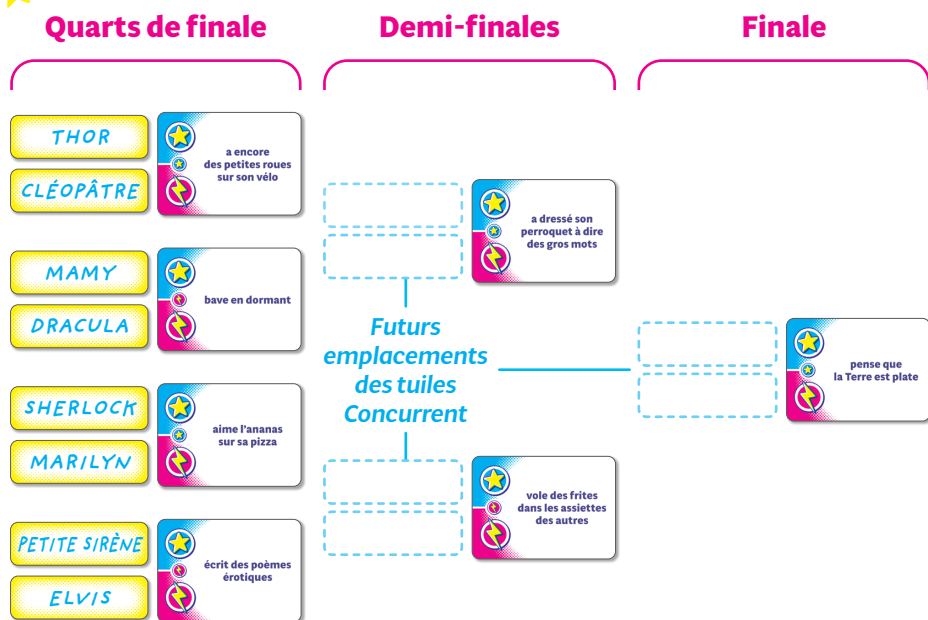 Quarts de finale
Demi-finales
Finale
THOR
CLÉOPÂTRE
a encore
des petites roues
sur son vélo
MAMY
DRACULA
bave en dormant
SHERLOCK
MARILYN
aime l'ananas
sur sa pizza
PETITE SIRÈNE
ELVIS
écrit des poèmes
érotiques
a dressé son
perroquet à dire
des gros mots
Futurs
emplacements
des tuiles
Concurrent
vole des frites
dans les assiettes
des autres
pense que
la Terre est plate